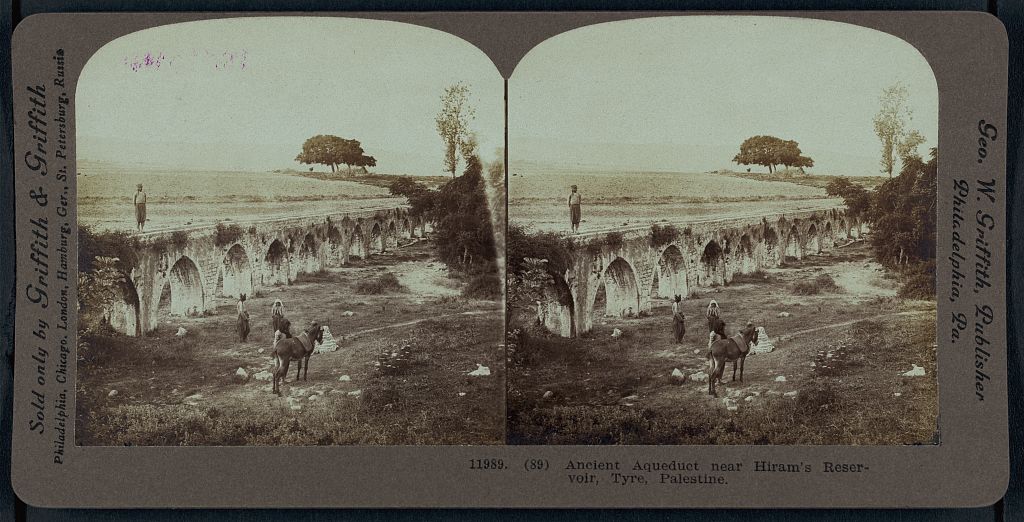 Sold only by Griffith & Griffith
Philadelphia, Chicago. London, Hamburg, Ger., St. Petersburg, Russia
Geo. W. Griffith, Publisher
Philadelphia, Pa.
11989. (89) Ancient Aqueduct near Hiram's Reser-
voir, Tyre, Palestine.